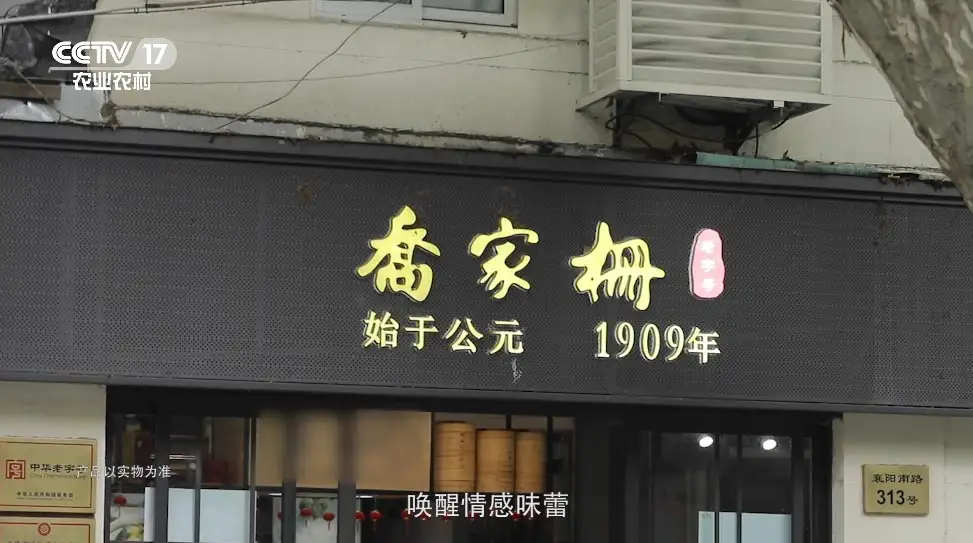 CCTV 17
农业农村
喬家栅
老字号
始于公元 1909年
中华老字
产品以实物为准
襄阳南路
313号
唤醒情感味蕾